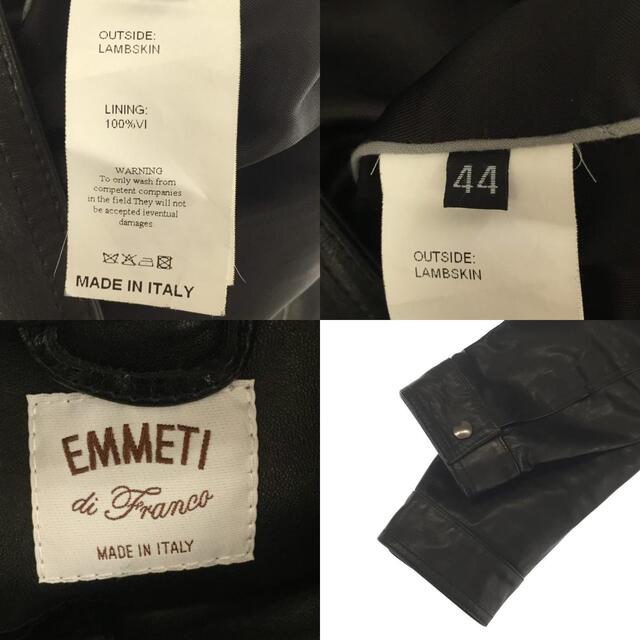 OUTSIDE:
LAMBSKIN
LINING:
100%VI
WARNING
To only wash from
competent companies
in the field.They will not
be accepted ieventual
damages
MADE IN ITALY
44
OUTSIDE:
LAMBSKIN
EMMETI
di Franco
MADE IN ITALY